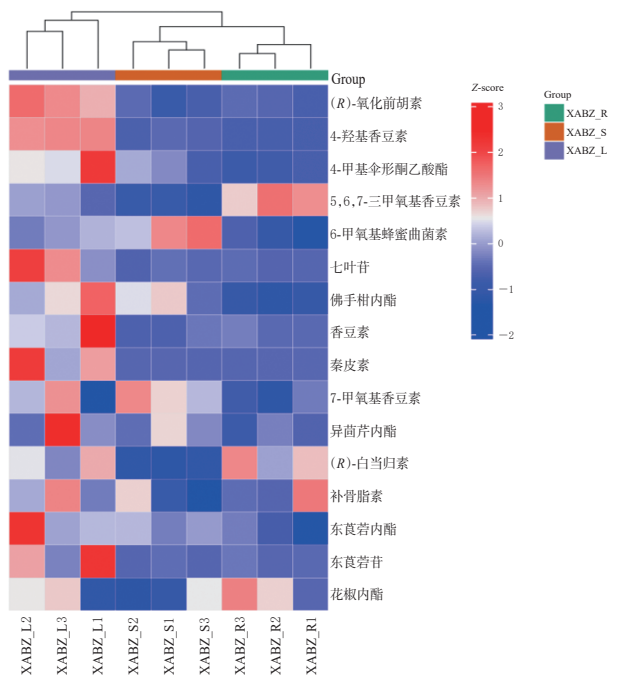 Group
(R)-氧化前胡素
4-羟基香豆素
4-甲基伞形酮乙酸酯
5,6,7-三甲氧基香豆素
6-甲氧基蜂蜜曲菌素
七叶苷
佛手柑内酯
香豆素
秦皮素
7-甲氧基香豆素
异茴芹内酯
(R)-白当归素
补骨脂素
东莨菪内酯
东莨菪苷
花椒内酯
XABZ_L2
XABZ_L3
XABZ_L1
XABZ_S2
XABZ_S1
XABZ_S3
XABZ_R3
XABZ_R2
XABZ_R1
Z-score
3
2
1
0
−1
−2
Group
XABZ_R
XABZ_S
XABZ_L